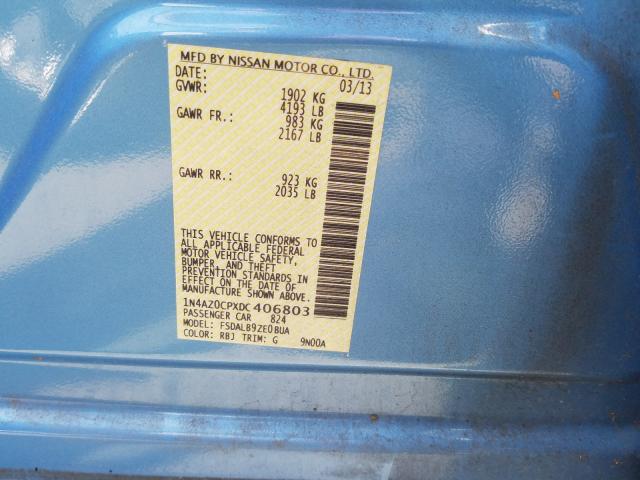 MFD BY NISSAN MOTOR CO., LTD.
DATE: 03/13
GVWR: 1902 KG
4193 LB
GAWR FR.: 983 KG
2167 LB
GAWR RR.: 923 KG
2035 LB
THIS VEHICLE CONFORMS TO
ALL APPLICABLE FEDERAL
MOTOR VEHICLE SAFETY,
BUMPER, AND THEFT
PREVENTION STANDARDS IN
EFFECT ON THE DATE OF
MANUFACTURE SHOWN ABOVE.
1N4AZ0CPXDC406803
PASSENGER CAR 824
MODEL: FSDALB9ZE0BUA
COLOR: RBJ TRIM: G 9N00A